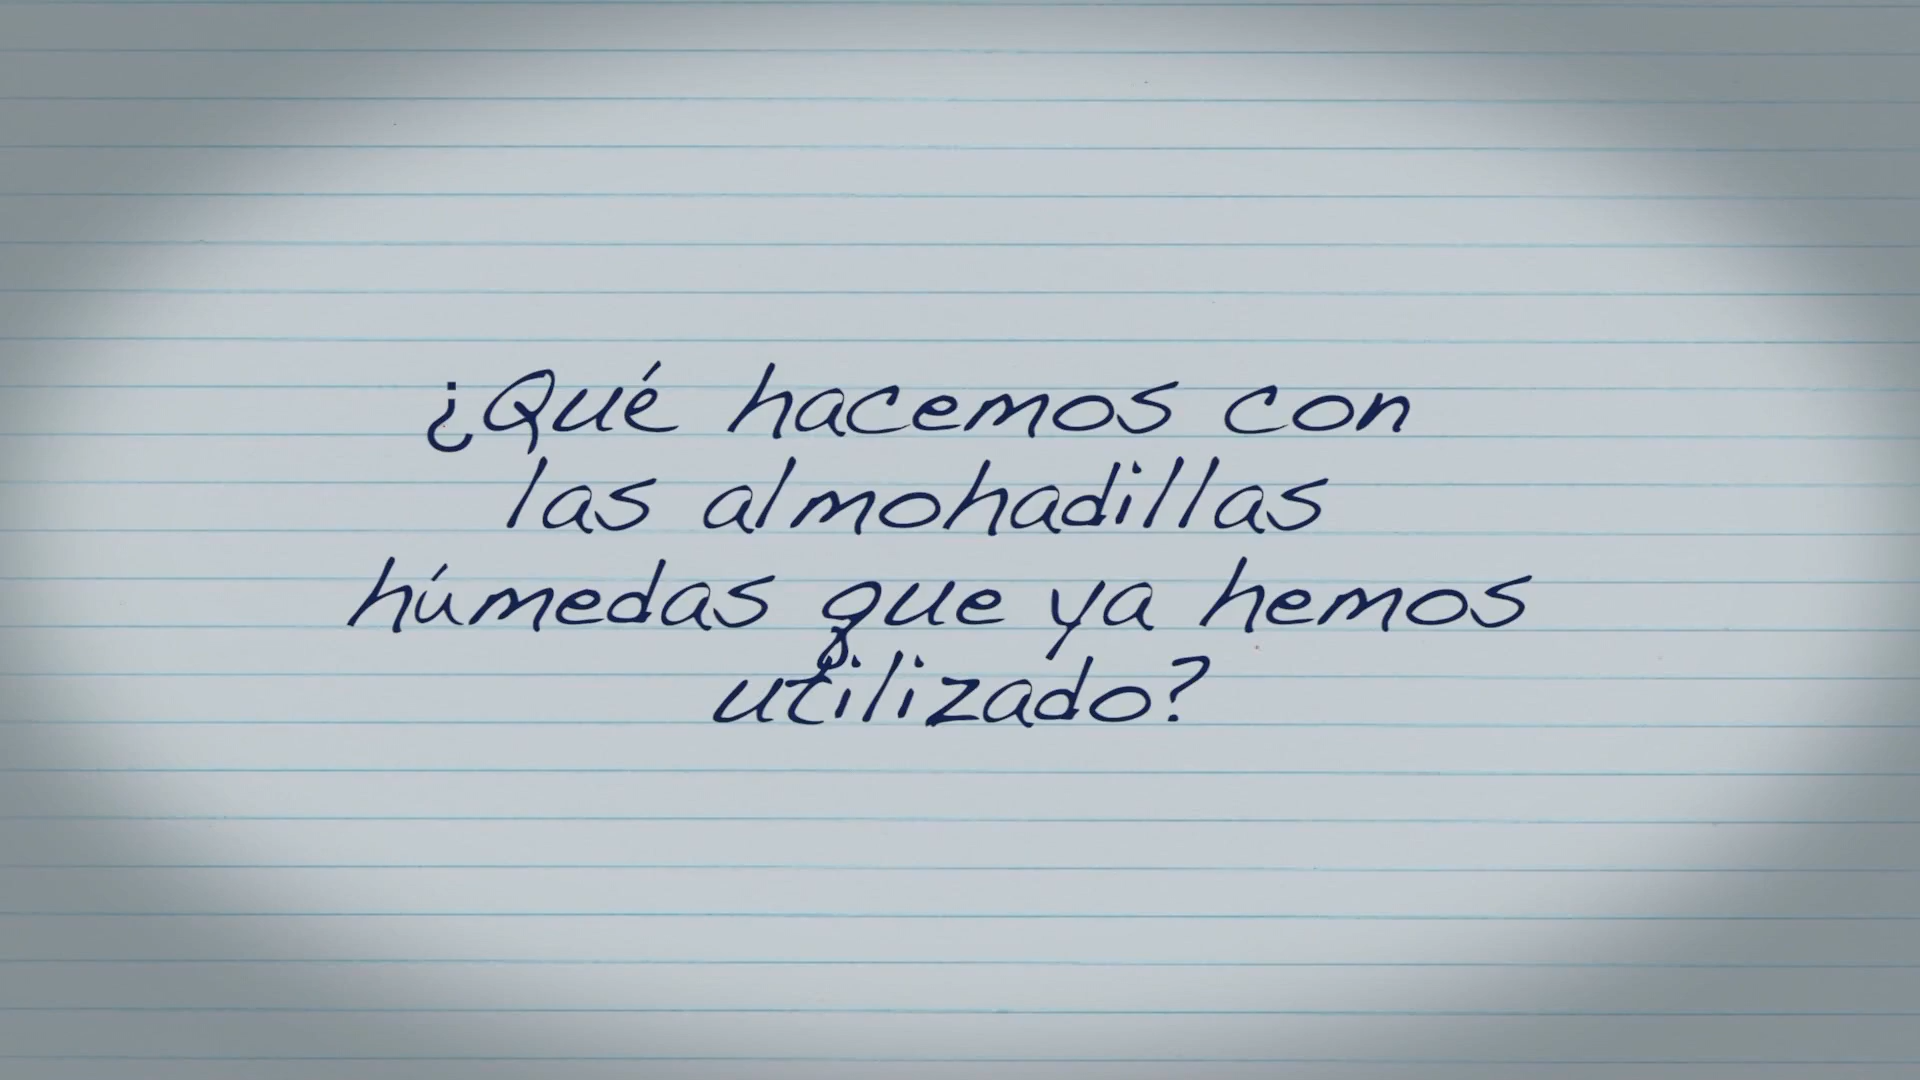 ¿Qué hacemos con
las almohadillas
húmedas que ya hemos
utilizado?